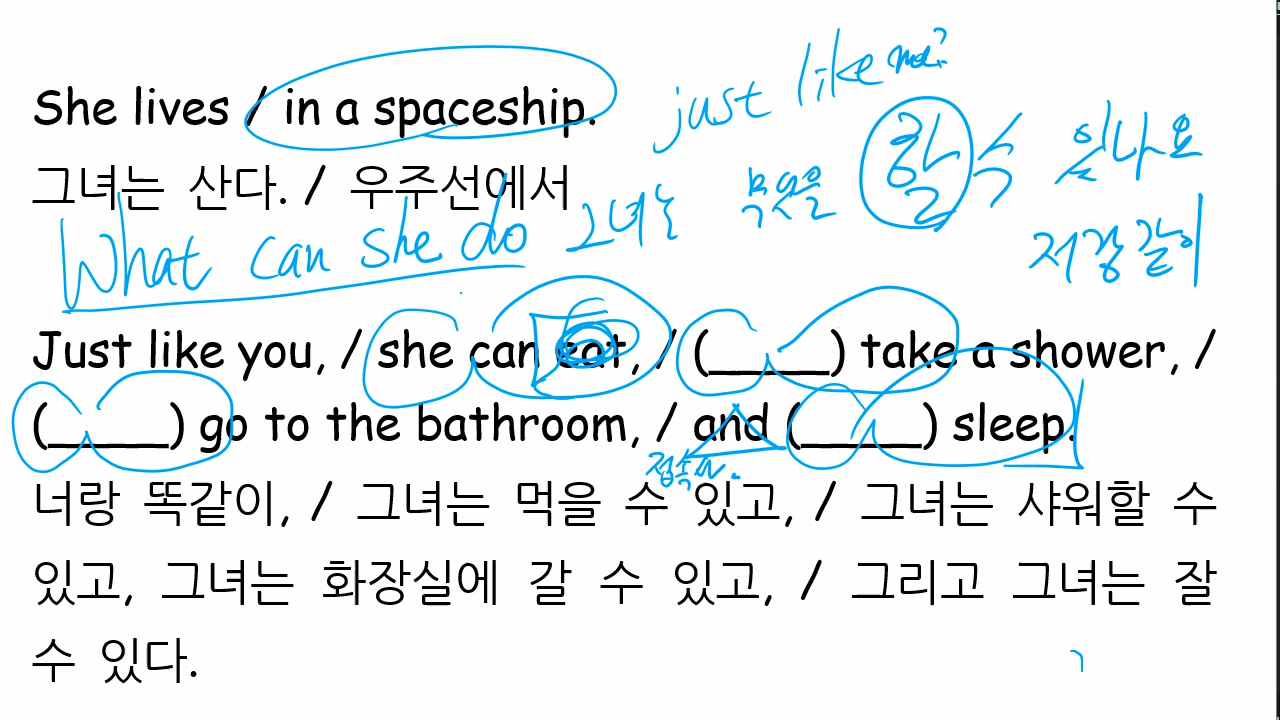 just like me?
She lives / in a spaceship.
그녀는 산다. / 우주선에서
What can she do 그녀는 무엇을 할 수 있나요
저랑 같이
Just like you, / she can eat, / (____) take a shower, /
(_____) go to the bathroom, / and (_____) sleep.
접속사.
너랑 똑같이, / 그녀는 먹을 수 있고, / 그녀는 샤워할 수
있고, 그녀는 화장실에 갈 수 있고, / 그리고 그녀는 잘
수 있다.